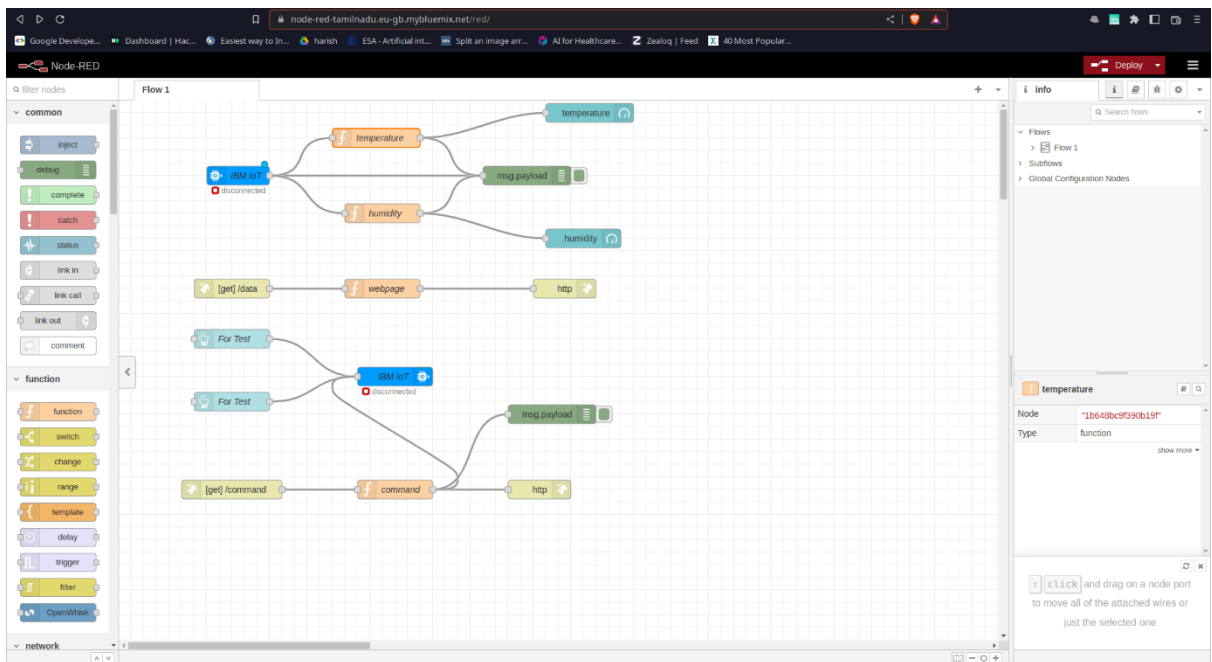 node-red-tamilnadu.eu-gb.mybluemix.net/red/
Google Develope... Dashboard | Hac... Easiest way to In... harish ESA - Artificial int... Split an image arr... AI for Healthcare... Zealoq | Feed 40 Most Popular...
Node-RED
Deploy
filter nodes
common
inject
debug
complete
catch
status
link in
link call
link out
comment
function
function
switch
change
range
template
delay
trigger
filter
OpenWhisk
network
Flow 1
temperature
temperature
IBM IoT
disconnected
msg.payload
humidity
humidity
[get] /data
webpage
http
For Test
IBM IoT
disconnected
For Test
msg.payload
[get] /command
command
http
i info
i
Search flows
Flows
Flow 1
Subflows
Global Configuration Nodes
temperature
Node "1b648bc9f390b19f"
Type function
show more
click and drag on a node port
to move all of the attached wires or
just the selected one